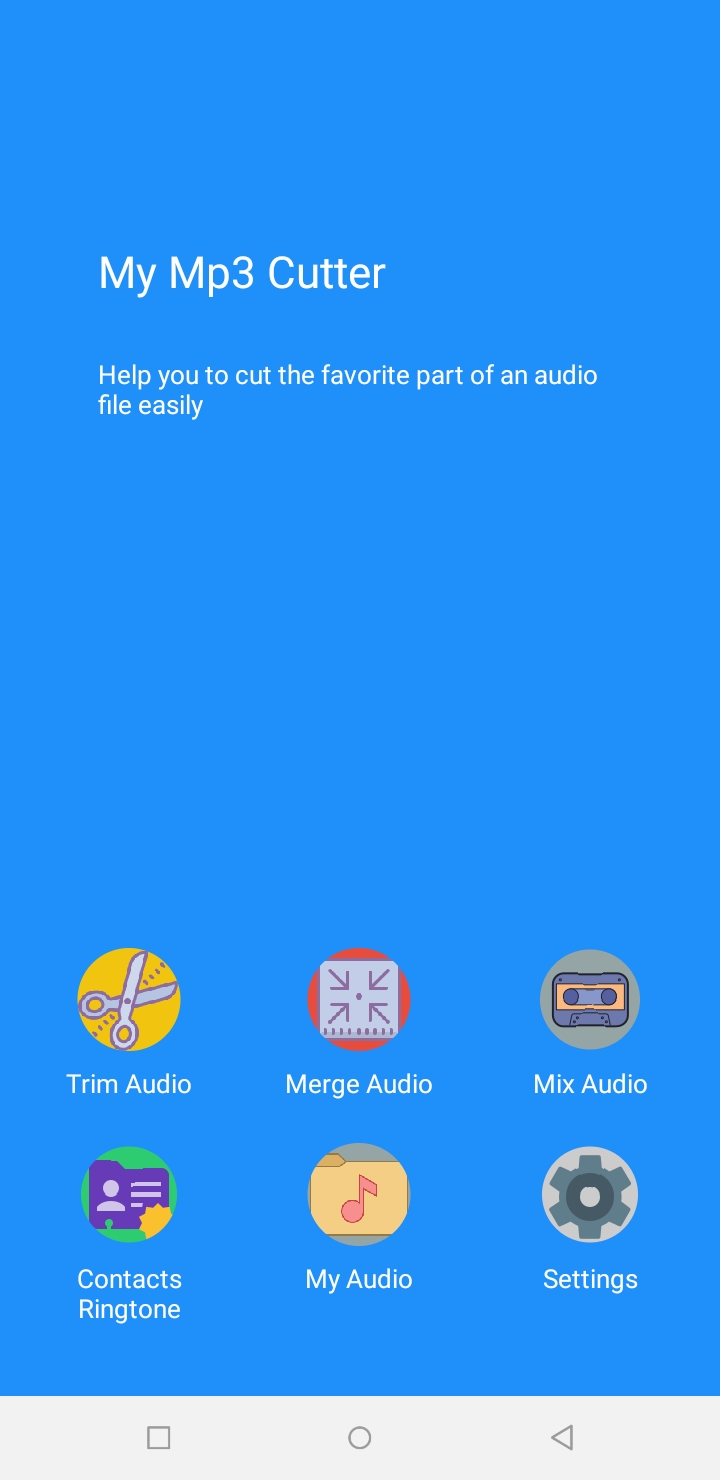 My Mp3 Cutter
Help you to cut the favorite part of an audio
file easily
Trim Audio
Merge Audio
Mix Audio
Contacts
Ringtone
My Audio
Settings